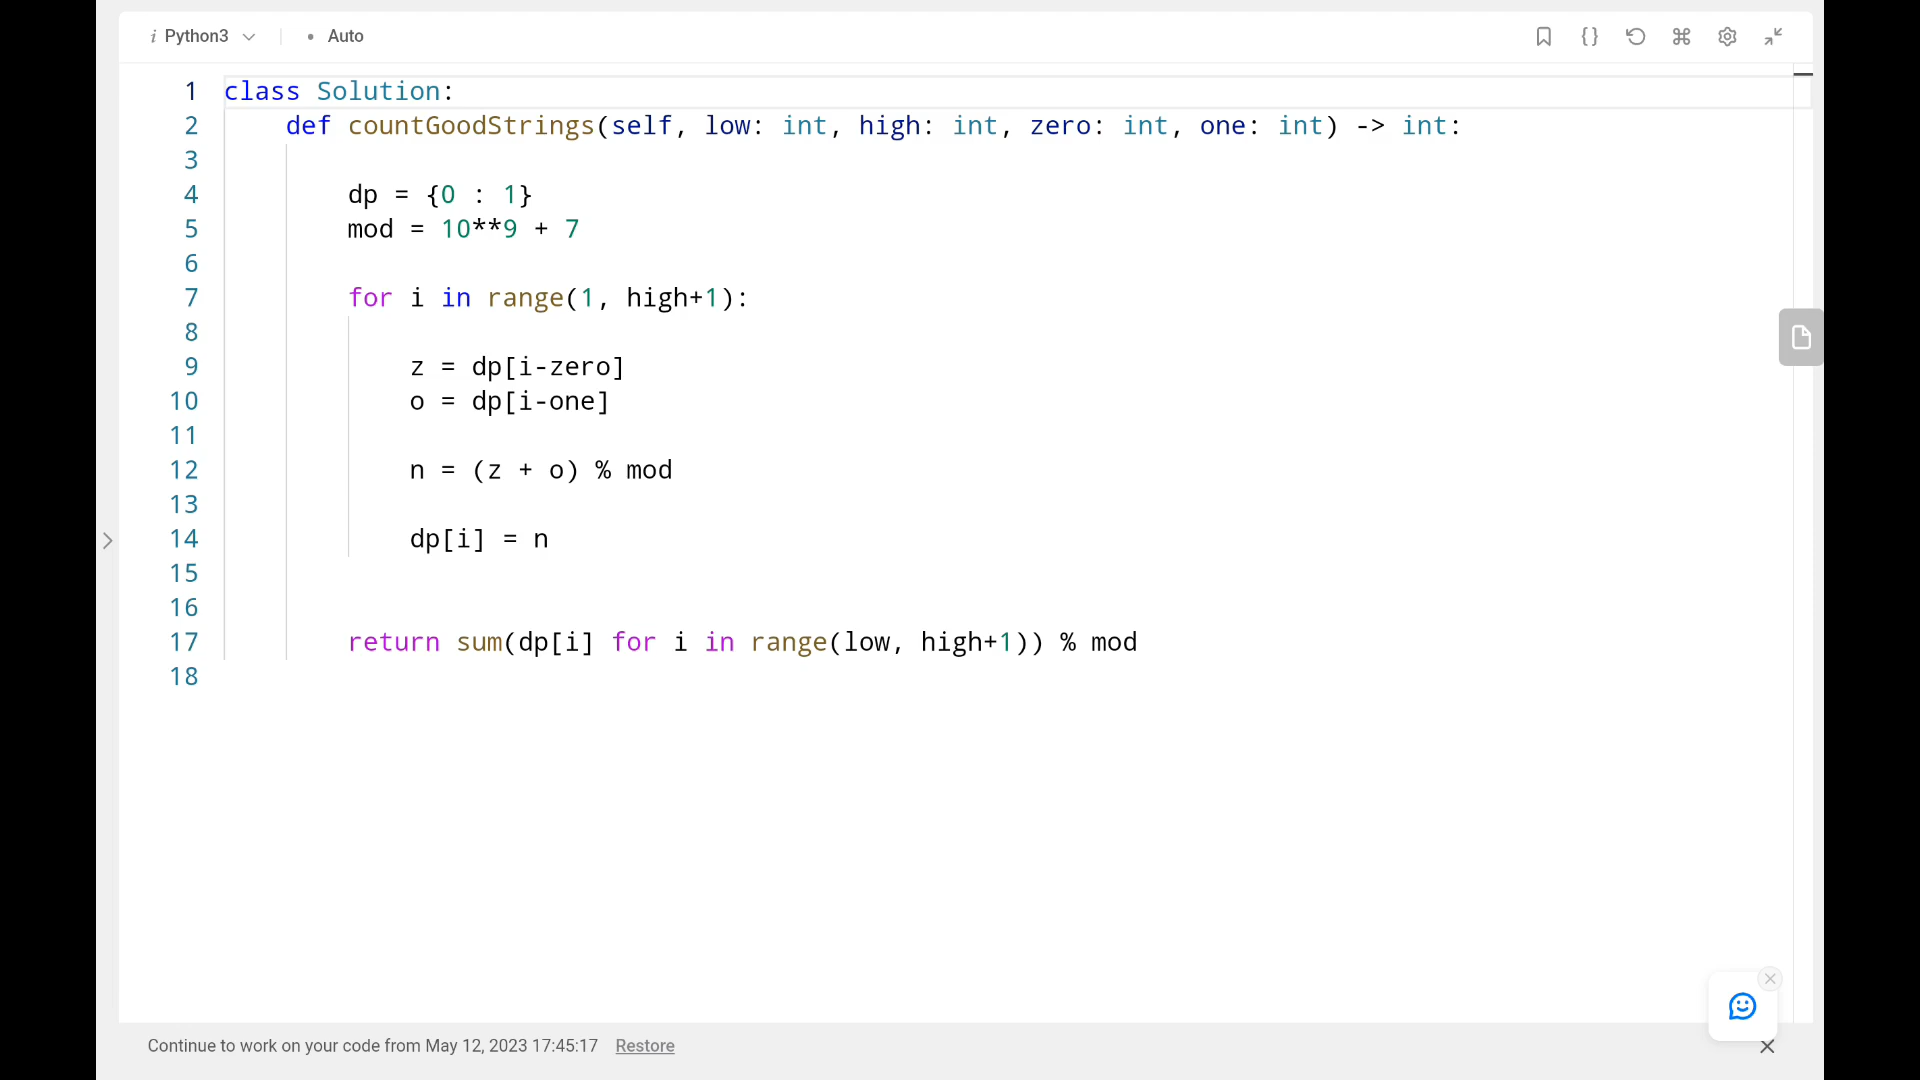 Python3
Auto
1 class Solution:
2 def countGoodStrings(self, low: int, high: int, zero: int, one: int) -> int:
3
4 dp = {0 : 1}
5 mod = 10**9 + 7
6
7 for i in range(1, high+1):
8
9 z = dp[i-zero]
10 o = dp[i-one]
11
12 n = (z + o) % mod
13
14 dp[i] = n
15
16
17 return sum(dp[i] for i in range(low, high+1)) % mod
18
Continue to work on your code from May 12, 2023 17:45:17 Restore